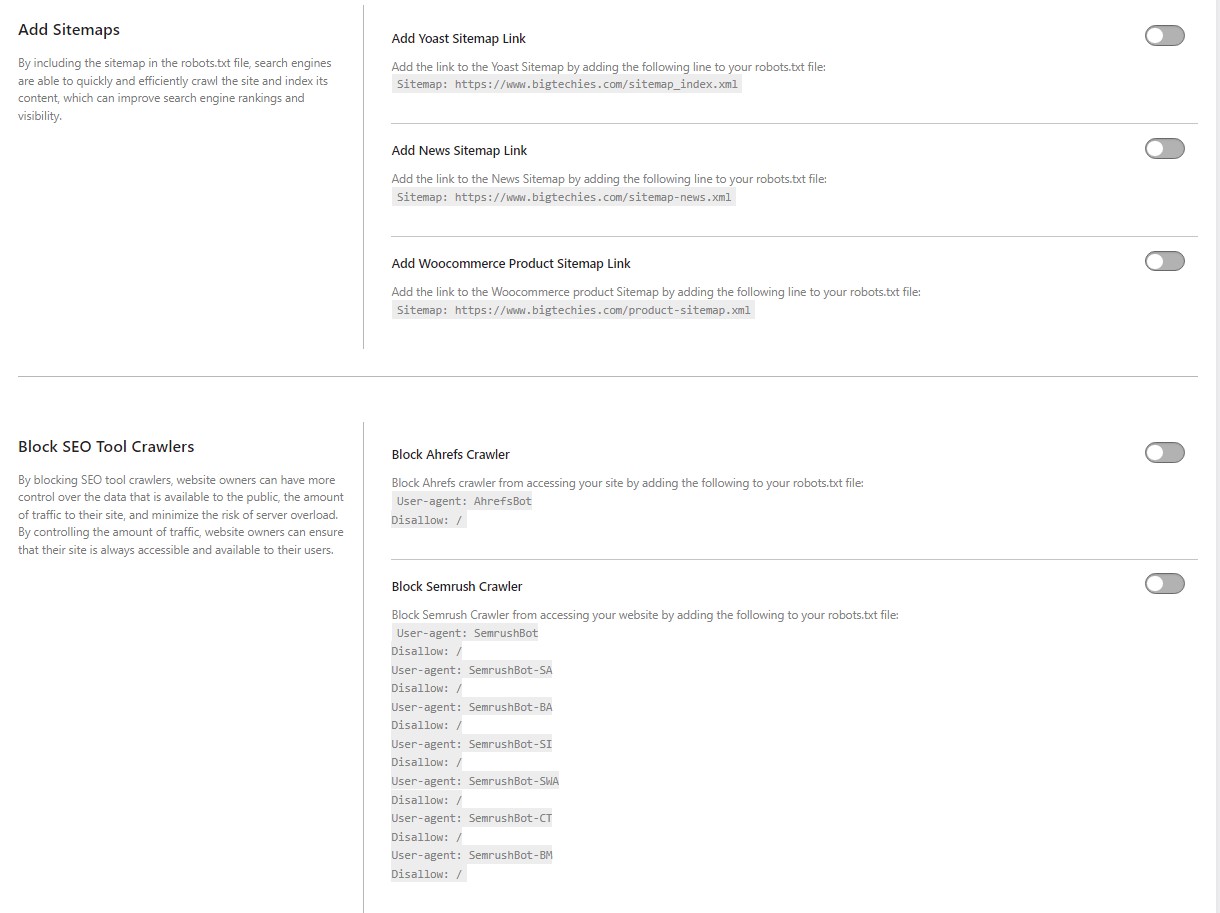 Add Sitemaps
By including the sitemap in the robots.txt file, search engines
are able to quickly and efficiently crawl the site and index its
content, which can improve search engine rankings and
visibility.
Add Yoast Sitemap Link
Add the link to the Yoast Sitemap by adding the following line to your robots.txt file:
Sitemap: https://www.bigtechies.com/sitemap_index.xml
Add News Sitemap Link
Add the link to the News Sitemap by adding the following line to your robots.txt file:
Sitemap: https://www.bigtechies.com/sitemap-news.xml
Add Woocommerce Product Sitemap Link
Add the link to the Woocommerce product Sitemap by adding the following line to your robots.txt file:
Sitemap: https://www.bigtechies.com/product-sitemap.xml
Block SEO Tool Crawlers
By blocking SEO tool crawlers, website owners can have more
control over the data that is available to the public, the amount
of traffic to their site, and minimize the risk of server overload.
By controlling the amount of traffic, website owners can ensure
that their site is always accessible and available to their users.
Block Ahrefs Crawler
Block Ahrefs crawler from accessing your site by adding the following to your robots.txt file:
User-agent: AhrefsBot
Disallow: /
Block Semrush Crawler
Block Semrush Crawler from accessing your website by adding the following to your robots.txt file:
User-agent: SemrushBot
Disallow: /
User-agent: SemrushBot-SA
Disallow: /
User-agent: SemrushBot-BA
Disallow: /
User-agent: SemrushBot-SI
Disallow: /
User-agent: SemrushBot-SWA
Disallow: /
User-agent: SemrushBot-CT
Disallow: /
User-agent: SemrushBot-BM
Disallow: /